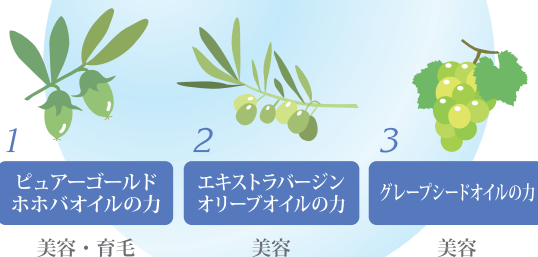 1
ピュアーゴールド
ホホバオイルの力
美容・育毛
2
エキストラバージン
オリーブオイルの力
美容
3
グレープシードオイルの力
美容